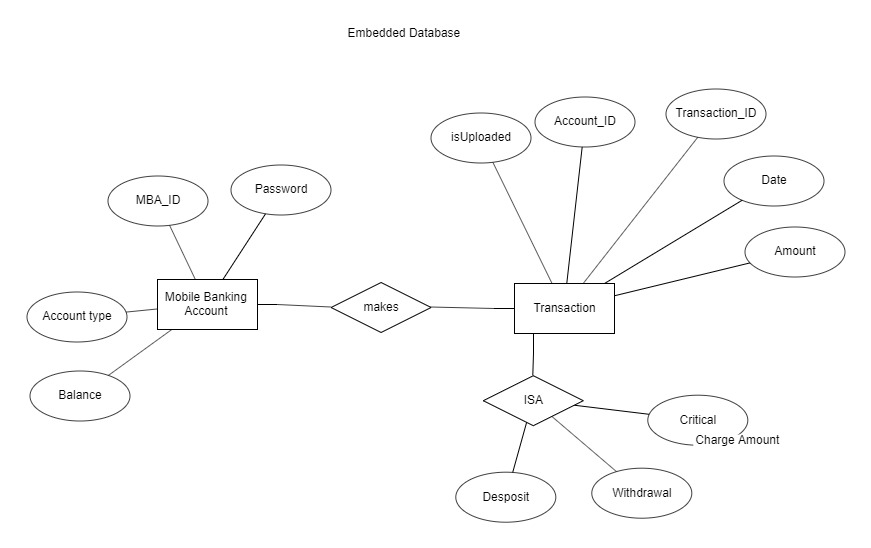 Embedded Database
isUploaded
Account_ID
Transaction_ID
MBA_ID
Password
Date
Amount
Mobile Banking
Account
makes
Transaction
Account type
Balance
ISA
Critical
Charge Amount
Desposit
Withdrawal